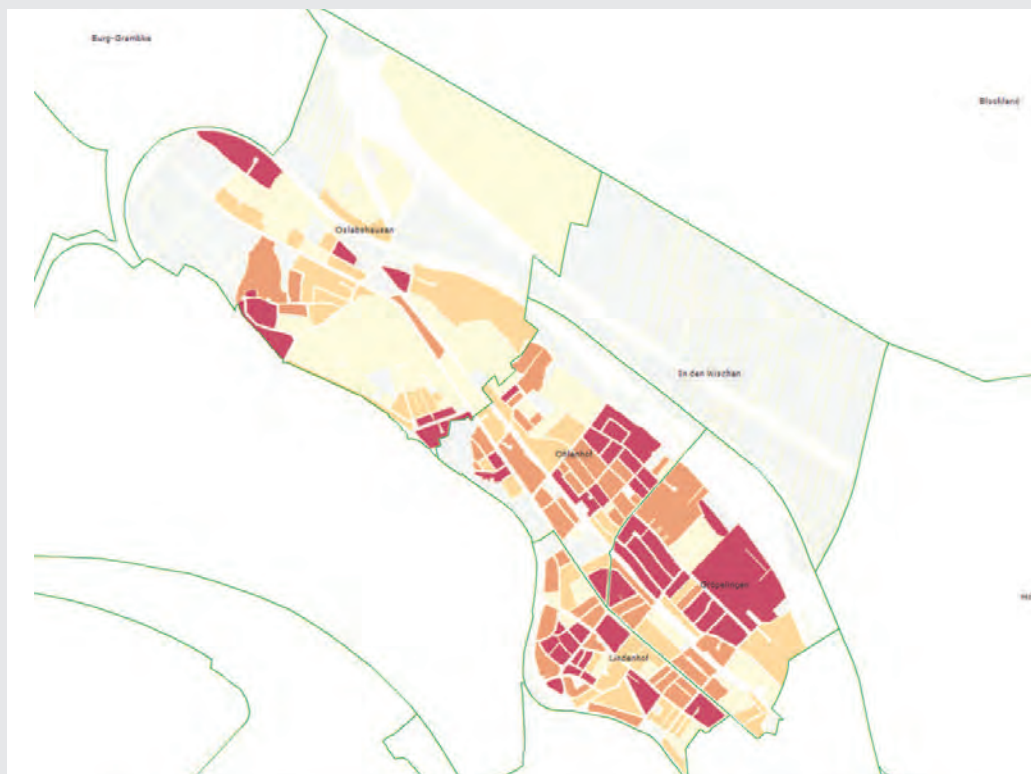 Burg-Grambke
Blockland
Oslebshausen
In den Wischen
Ohlenhof
Gröpelingen
Lindenhof